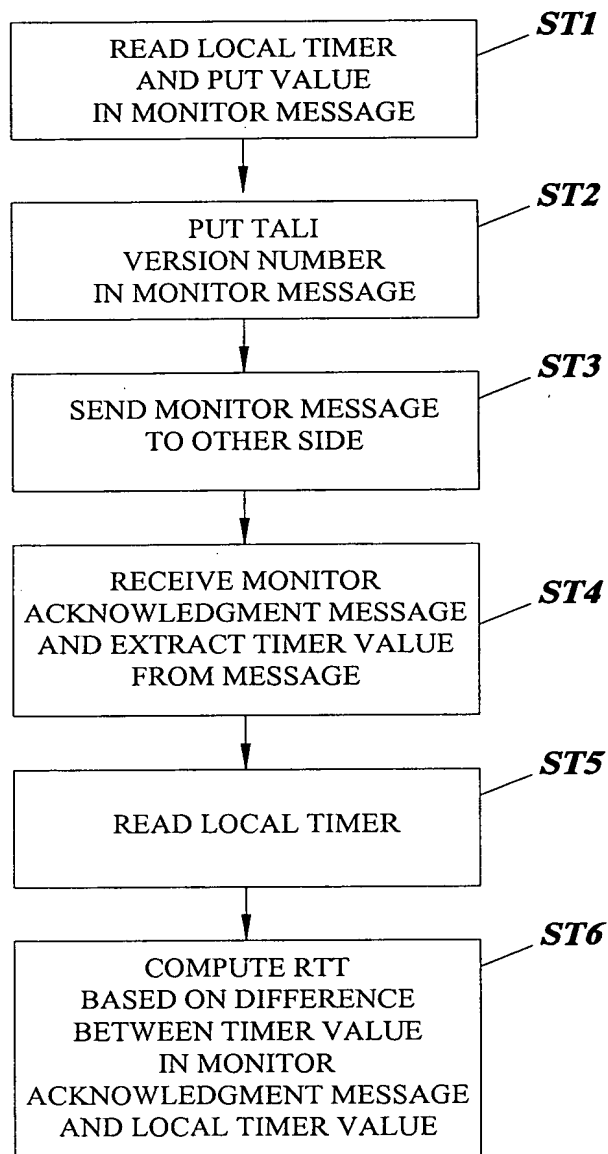 ST1
READ LOCAL TIMER
AND PUT VALUE
IN MONITOR MESSAGE
ST2
PUT TALI
VERSION NUMBER
IN MONITOR MESSAGE
ST3
SEND MONITOR MESSAGE
TO OTHER SIDE
ST4
RECEIVE MONITOR
ACKNOWLEDGMENT MESSAGE
AND EXTRACT TIMER VALUE
FROM MESSAGE
ST5
READ LOCAL TIMER
ST6
COMPUTE RTT
BASED ON DIFFERENCE
BETWEEN TIMER VALUE
IN MONITOR
ACKNOWLEDGMENT MESSAGE
AND LOCAL TIMER VALUE